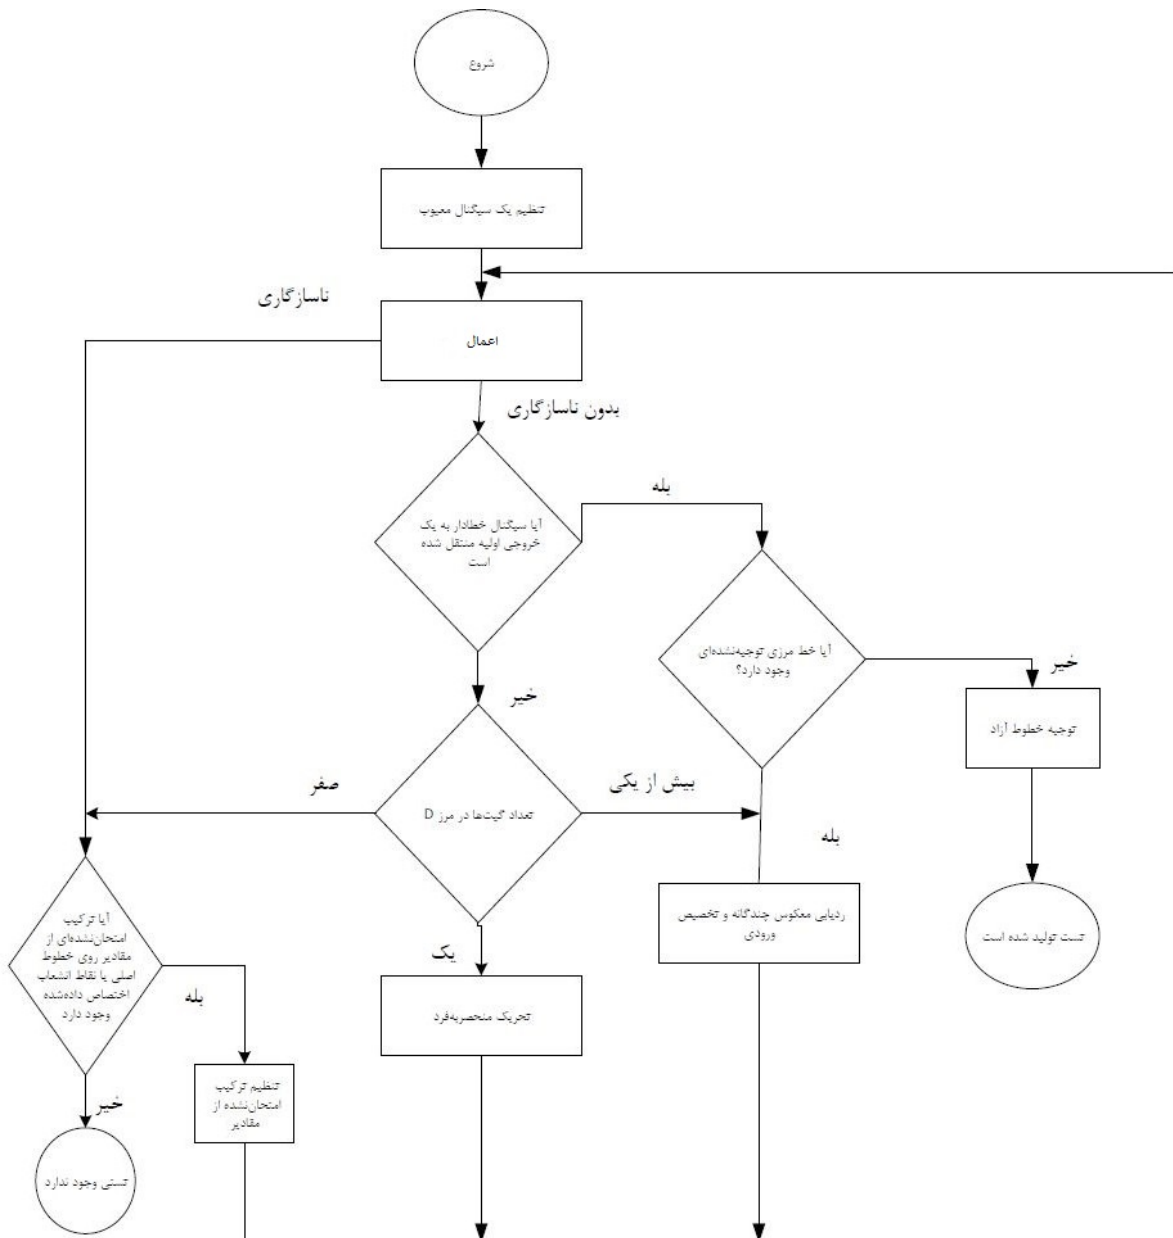 شروع
تنظیم یک سیگنال معیوب
ناسازگاری
اعمال
بدون ناسازگاری
آیا سیگنال خطادار به یک
خروجی اولیه منتقل شده
است
بله
آیا خط مرزی توجیه‌نشده‌ای
وجود دارد؟
خیر
توجیه خطوط آزاد
تست تولید شده است
خیر
تعداد گیت‌ها در مرز D
صفر
بیش از یکی
بله
ردیابی معکوس چندگانه و تخصیص
ورودی
یک
تحریک منحصربه‌فرد
آیا ترکیب
امتحان‌نشده‌ای از
مقادیر روی خطوط
اصلی یا نقاط انشعاب
اختصاص داده‌شده
وجود دارد
بله
تنظیم ترکیب
امتحان‌نشده از
مقادیر
خیر
تستی وجود ندارد